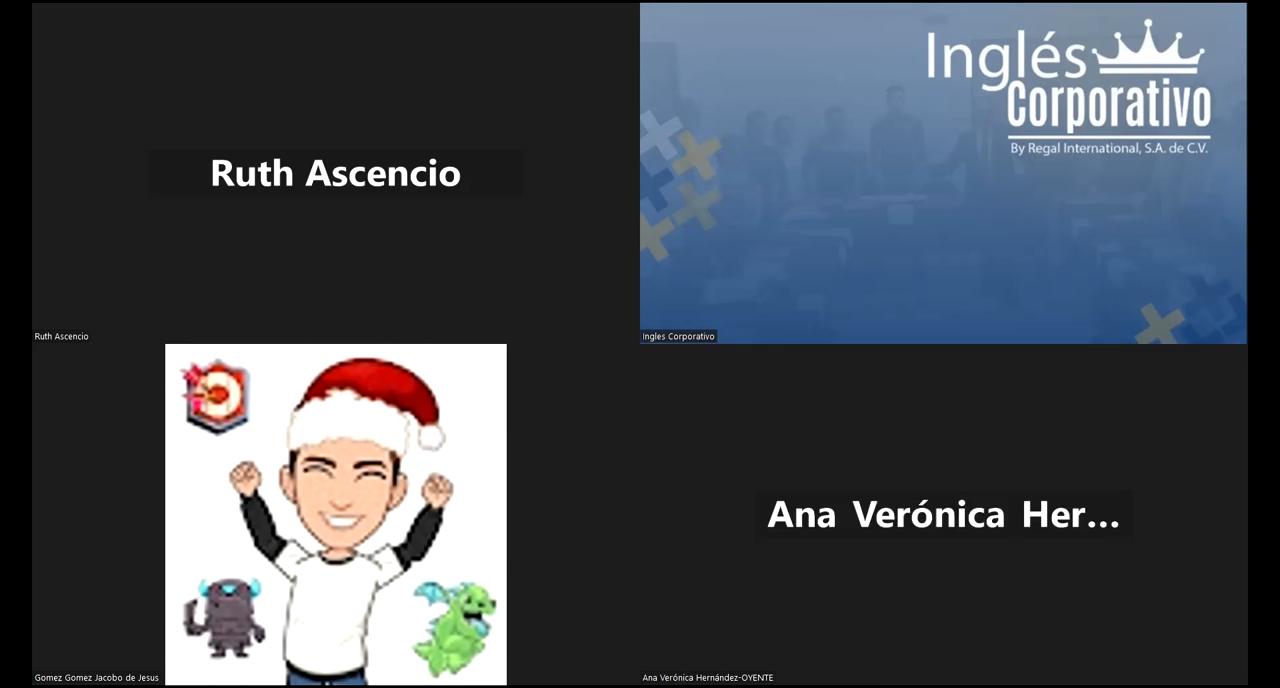 Ruth Ascencio
Ruth Ascencio
Inglés
Corporativo
By Regal International, S.A. de C.V.
Ingles Corporativo
Gomez Gomez Jacobo de Jesus
Ana Verónica Her...
Ana Verónica Hernández-OYENTE